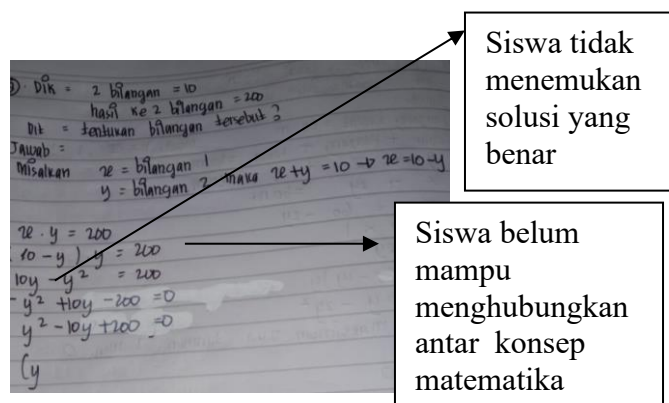 Dik = 2 bilangan = 10
hasil ke 2 bilangan = 200
Dit = tentukan bilangan tersebut?
Jawab =
Misalkan x = bilangan 1
y = bilangan 2 maka x + y = 10 → x = 10 - y
x . y = 200
10 - y ) y = 200
10y - y² = 200
- y² + 10y - 200 = 0
y² - 10y + 200 = 0
(y
Siswa tidak
menemukan
solusi yang
benar
Siswa belum
mampu
menghubungkan
antar konsep
matematika